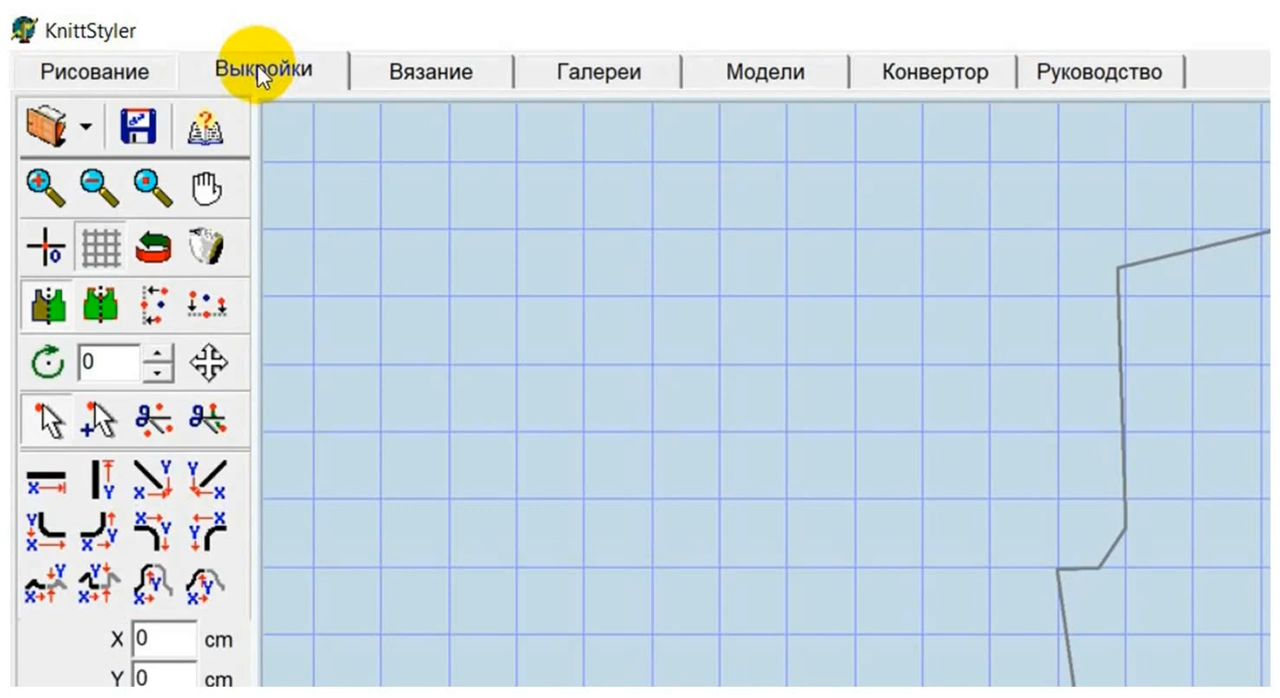 KnittStyler
Рисование Выкройки Вязание Галереи Модели Конвертор Руководство
0
X 0 cm
Y 0 cm